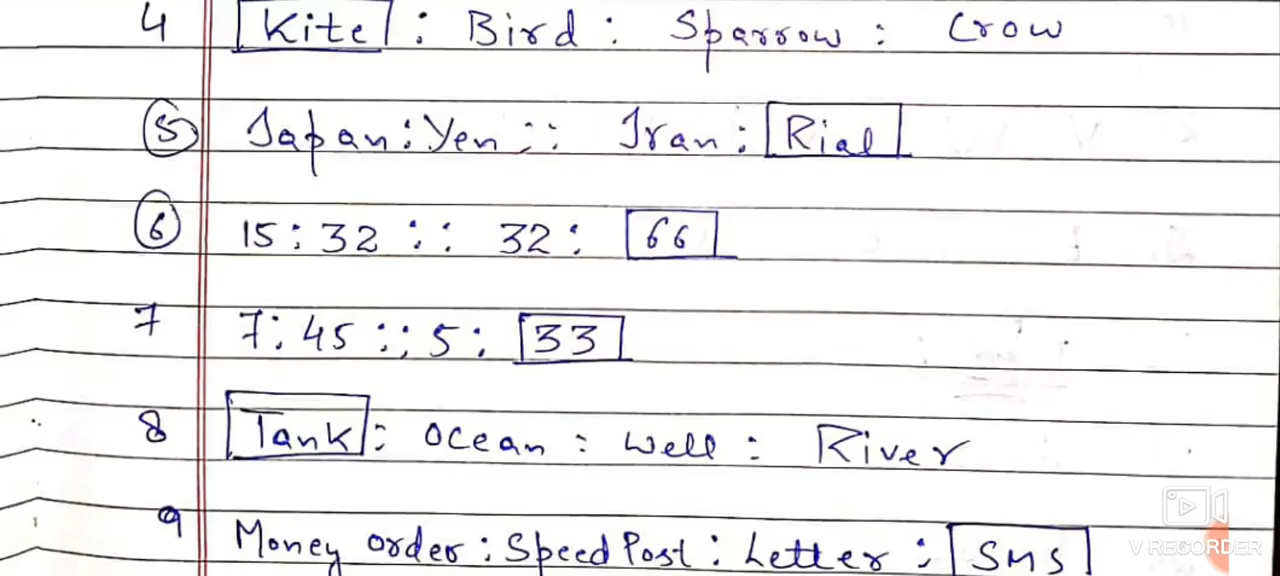 4 Kite : Bird : Sparrow : Crow
5 Japan : Yen :: Iran : Rial
6 15 : 32 :: 32 : 66
7 7 : 45 :: 5 : 33
8 Tank : Ocean : Well : River
9 Money order : Speed Post : Letter : SMS
V RECORDER